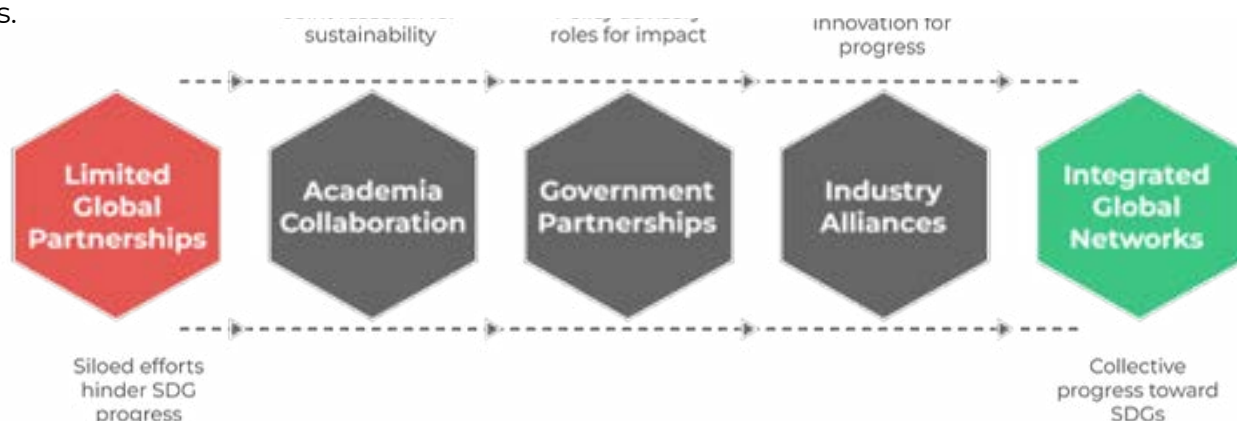 s.
sustainability
roles for impact
innovation for
progress
Limited
Global
Partnerships
Academia
Collaboration
Government
Partnerships
Industry
Alliances
Integrated
Global
Networks
Siloed efforts
hinder SDG
progress
Collective
progress toward
SDGs